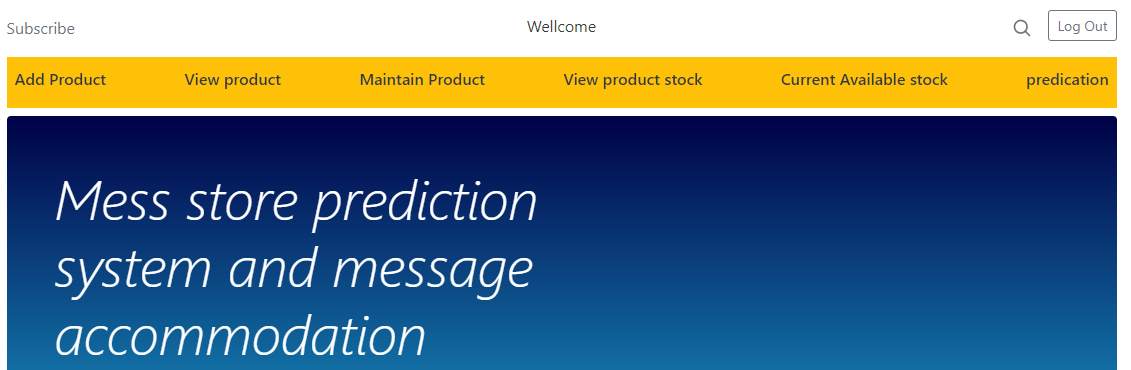 Subscribe
Wellcome
Log Out
Add Product
View product
Maintain Product
View product stock
Current Available stock
predication
Mess store prediction
system and message
accommodation